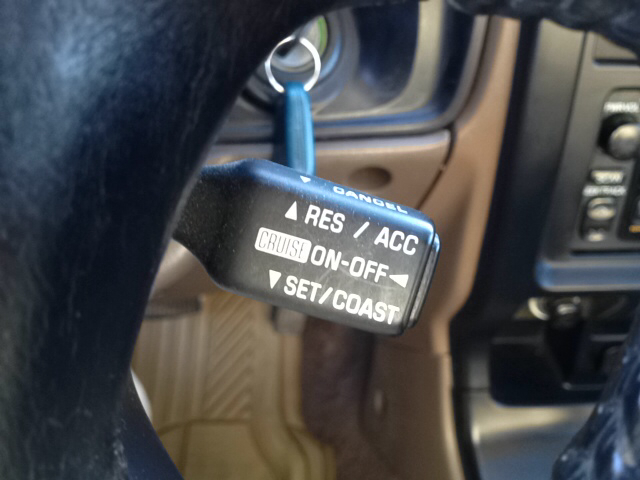 ▼ CANCEL
▲ RES / ACC
CRUISE ON-OFF ◄
▼ SET/COAST